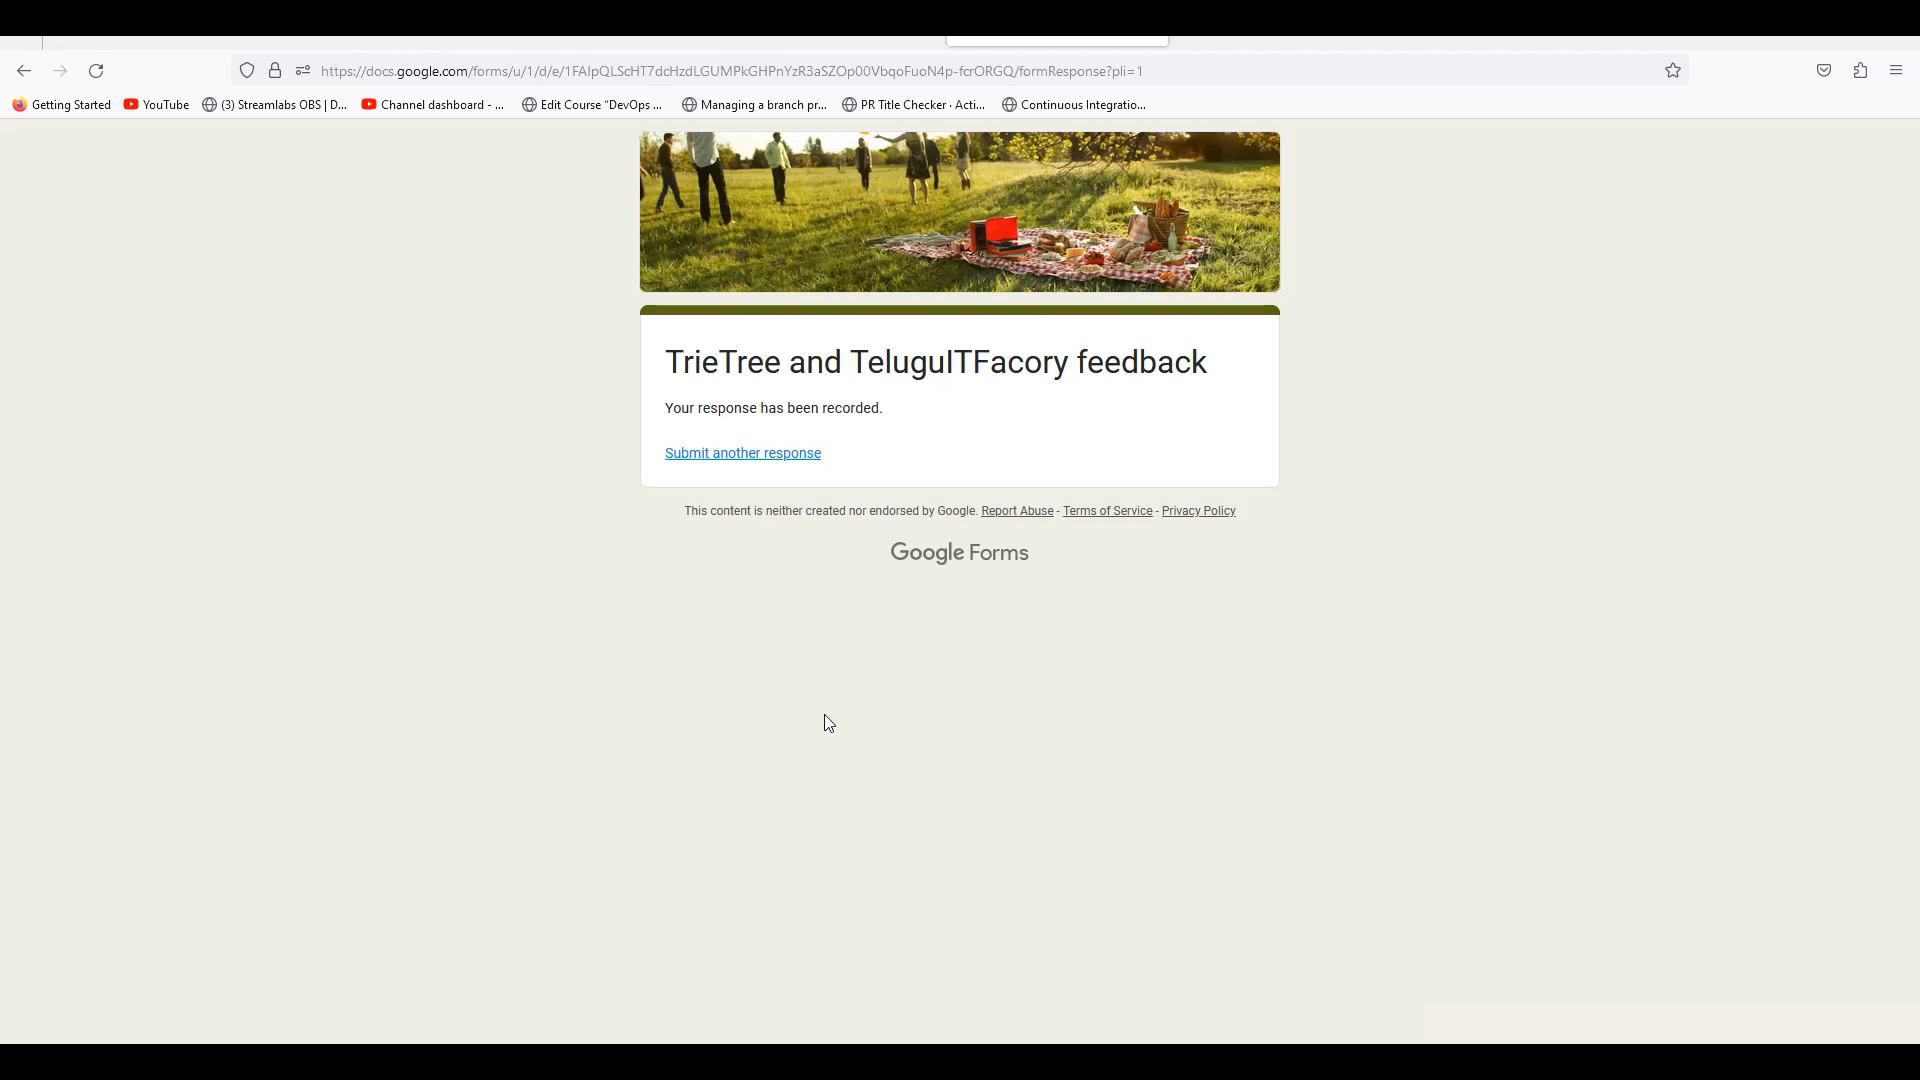 https://docs.google.com/forms/u/1/d/e/1FAIpQLScHT7dcHzdLGUMPkGHPnYzR3aSZOp00VbqoFuoN4p-fcrORGQ/formResponse?pli=1
Getting Started YouTube (3) Streamlabs OBS | D... Channel dashboard - ... Edit Course "DevOps ... Managing a branch pr... PR Title Checker · Acti... Continuous Integratio...
TrieTree and TeluguITFacory feedback
Your response has been recorded.
Submit another response
This content is neither created nor endorsed by Google. Report Abuse - Terms of Service - Privacy Policy
Google Forms